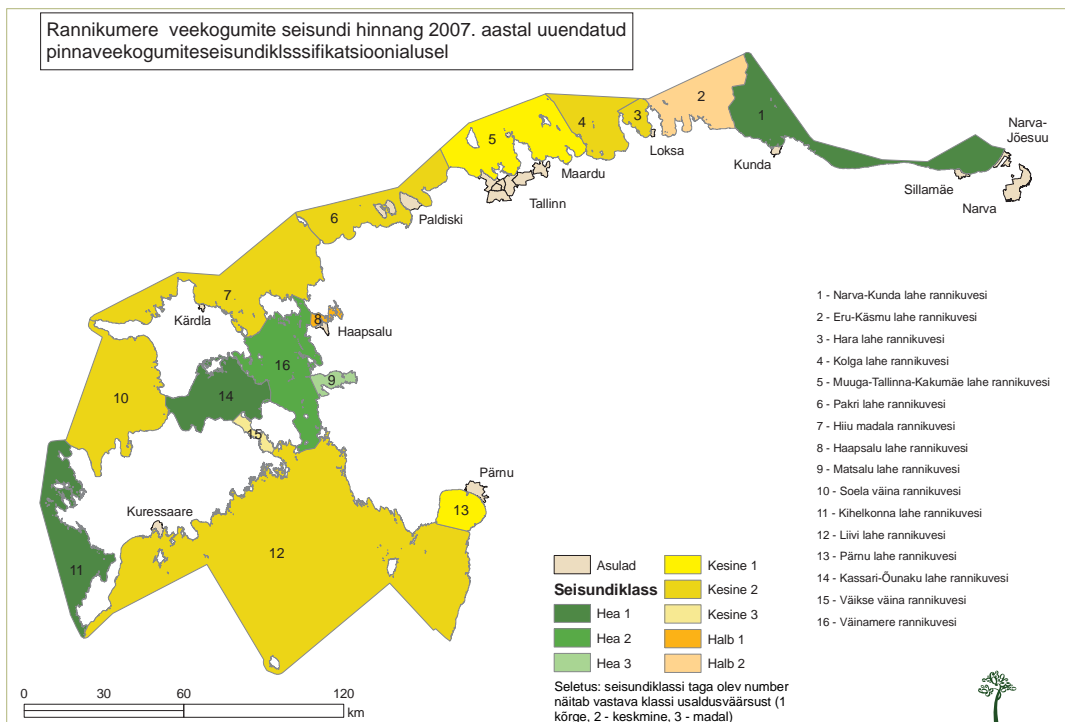 Rannikumere veekogumite seisundi hinnang 2007. aastal uuendatud
pinnaveekogumiteseisundiklsssifikatsioonialusel
2
1
3
4
5
Loksa
Kunda
Narva-
Jõesuu
Sillamäe
Narva
Maardu
Tallinn
6
Paldiski
7
Kärdla
8
Haapsalu
16
9
14
10
15
Pärnu
13
Kuressaare
12
11
1 - Narva-Kunda lahe rannikuvesi
2 - Eru-Käsmu lahe rannikuvesi
3 - Hara lahe rannikuvesi
4 - Kolga lahe rannikuvesi
5 - Muuga-Tallinna-Kakumäe lahe rannikuvesi
6 - Pakri lahe rannikuvesi
7 - Hiiu madala rannikuvesi
8 - Haapsalu lahe rannikuvesi
9 - Matsalu lahe rannikuvesi
10 - Soela väina rannikuvesi
11 - Kihelkonna lahe rannikuvesi
12 - Liivi lahe rannikuvesi
13 - Pärnu lahe rannikuvesi
14 - Kassari-Õunaku lahe rannikuvesi
15 - Väikse väina rannikuvesi
16 - Väinamere rannikuvesi
Asulad
Seisundiklass
Hea 1
Hea 2
Hea 3
Kesine 1
Kesine 2
Kesine 3
Halb 1
Halb 2
Seletus: seisundiklassi taga olev number
näitab vastava klassi usaldusväärsust (1
kõrge, 2 - keskmine, 3 - madal)
0 30 60 120
km